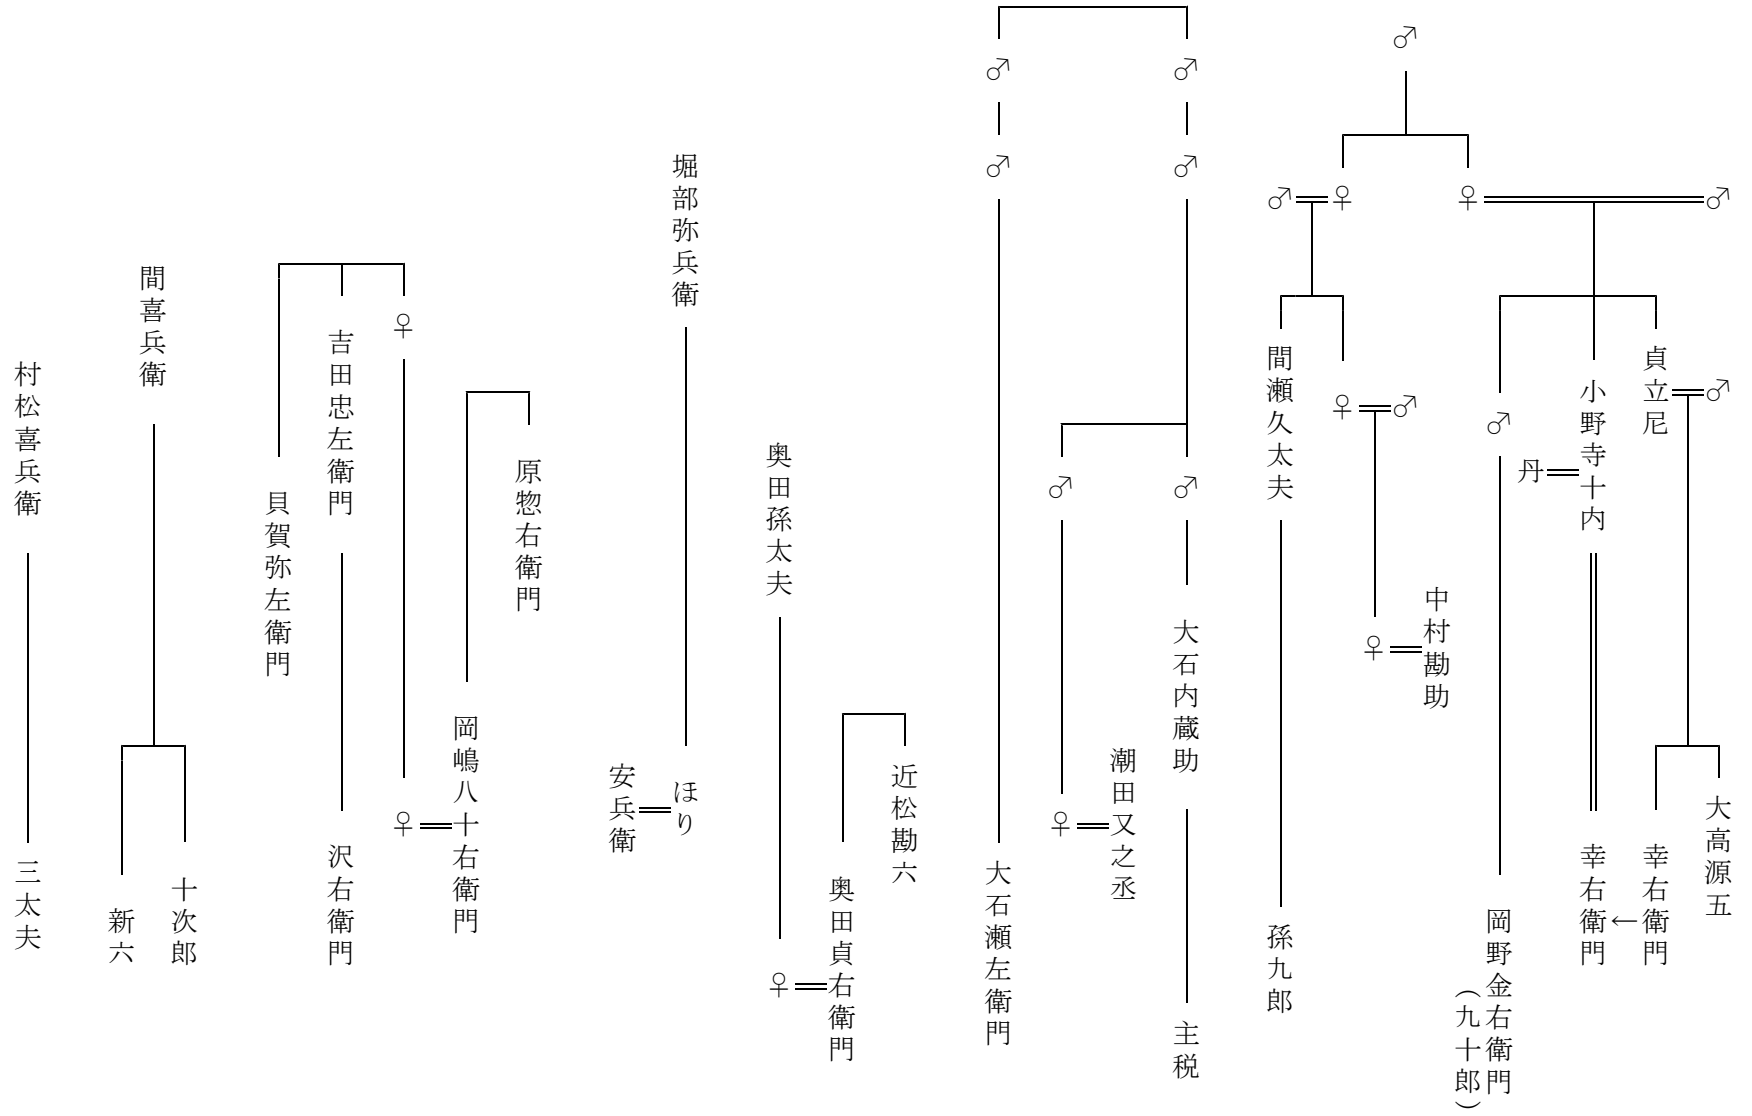 ♂
♂
♀
♀
♂
貞立尼
♂
小野寺十内
丹
♂
大高源五
幸右衛門
←
幸右衛門
岡野金右衛門
（九十郎）
間瀬久太夫
♀
♂
中村勘助
♀
孫九郎
♂
♂
♂
♂
♂
♂
大石内蔵助
潮田又之丞
♀
主税
大石瀬左衛門
近松勘六
奥田孫太夫
奥田貞右衛門
♀
堀部弥兵衛
ほり
安兵衛
原惣右衛門
岡嶋八十右衛門
♀
♀
吉田忠左衛門
貝賀弥左衛門
沢右衛門
間喜兵衛
十次郎
新六
村松喜兵衛
三太夫